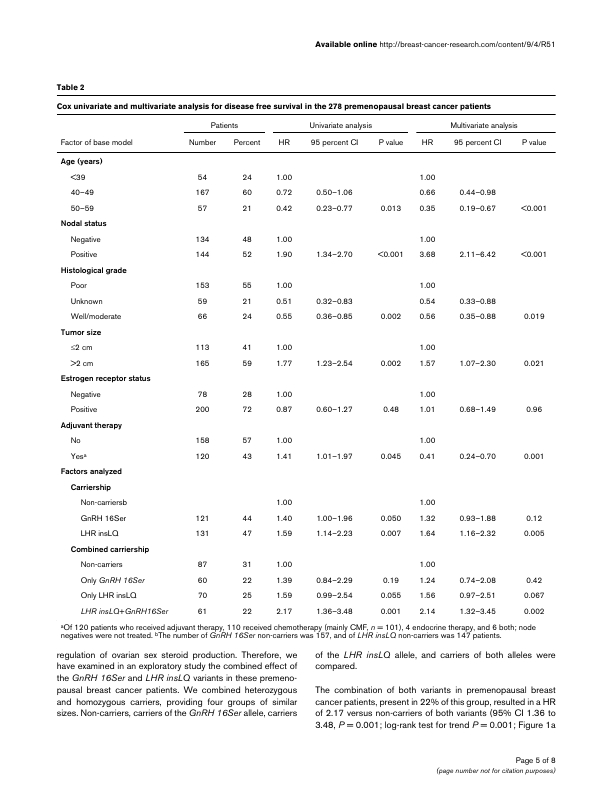 Available online http://breast-cancer-research.com/content/9/4/R51
Table 2
Cox univariate and multivariate analysis for disease free survival in the 278 premenopausal breast cancer patients
Patients Univariate analysis Multivariate analysis
Factor of base model Number Percent HR 95 percent CI P value HR 95 percent CI P value
Age (years)
<39 54 24 1.00 1.00
40–49 167 60 0.72 0.50–1.06 0.66 0.44–0.98
50–59 57 21 0.42 0.23–0.77 0.013 0.35 0.19–0.67 <0.001
Nodal status
Negative 134 48 1.00 1.00
Positive 144 52 1.90 1.34–2.70 <0.001 3.68 2.11–6.42 <0.001
Histological grade
Poor 153 55 1.00 1.00
Unknown 59 21 0.51 0.32–0.83 0.54 0.33–0.88
Well/moderate 66 24 0.55 0.36–0.85 0.002 0.56 0.35–0.88 0.019
Tumor size
≤2 cm 113 41 1.00 1.00
>2 cm 165 59 1.77 1.23–2.54 0.002 1.57 1.07–2.30 0.021
Estrogen receptor status
Negative 78 28 1.00 1.00
Positive 200 72 0.87 0.60–1.27 0.48 1.01 0.68–1.49 0.96
Adjuvant therapy
No 158 57 1.00 1.00
Yesᵃ 120 43 1.41 1.01–1.97 0.045 0.41 0.24–0.70 0.001
Factors analyzed
Carriership
Non-carriersb 1.00 1.00
GnRH 16Ser 121 44 1.40 1.00–1.96 0.050 1.32 0.93–1.88 0.12
LHR insLQ 131 47 1.59 1.14–2.23 0.007 1.64 1.16–2.32 0.005
Combined carriership
Non-carriers 87 31 1.00 1.00
Only GnRH 16Ser 60 22 1.39 0.84–2.29 0.19 1.24 0.74–2.08 0.42
Only LHR insLQ 70 25 1.59 0.99–2.54 0.055 1.56 0.97–2.51 0.067
LHR insLQ+GnRH16Ser 61 22 2.17 1.36–3.48 0.001 2.14 1.32–3.45 0.002
ᵃOf 120 patients who received adjuvant therapy, 110 received chemotherapy (mainly CMF, n = 101), 4 endocrine therapy, and 6 both; node
negatives were not treated. ᵇThe number of GnRH 16Ser non-carriers was 157, and of LHR insLQ non-carriers was 147 patients.
regulation of ovarian sex steroid production. Therefore, we
have examined in an exploratory study the combined effect of
the GnRH 16Ser and LHR insLQ variants in these premeno-
pausal breast cancer patients. We combined heterozygous
and homozygous carriers, providing four groups of similar
sizes. Non-carriers, carriers of the GnRH 16Ser allele, carriers
of the LHR insLQ allele, and carriers of both alleles were
compared.
The combination of both variants in premenopausal breast
cancer patients, present in 22% of this group, resulted in a HR
of 2.17 versus non-carriers of both variants (95% CI 1.36 to
3.48, P = 0.001; log-rank test for trend P = 0.001; Figure 1a
Page 5 of 8
(page number not for citation purposes)